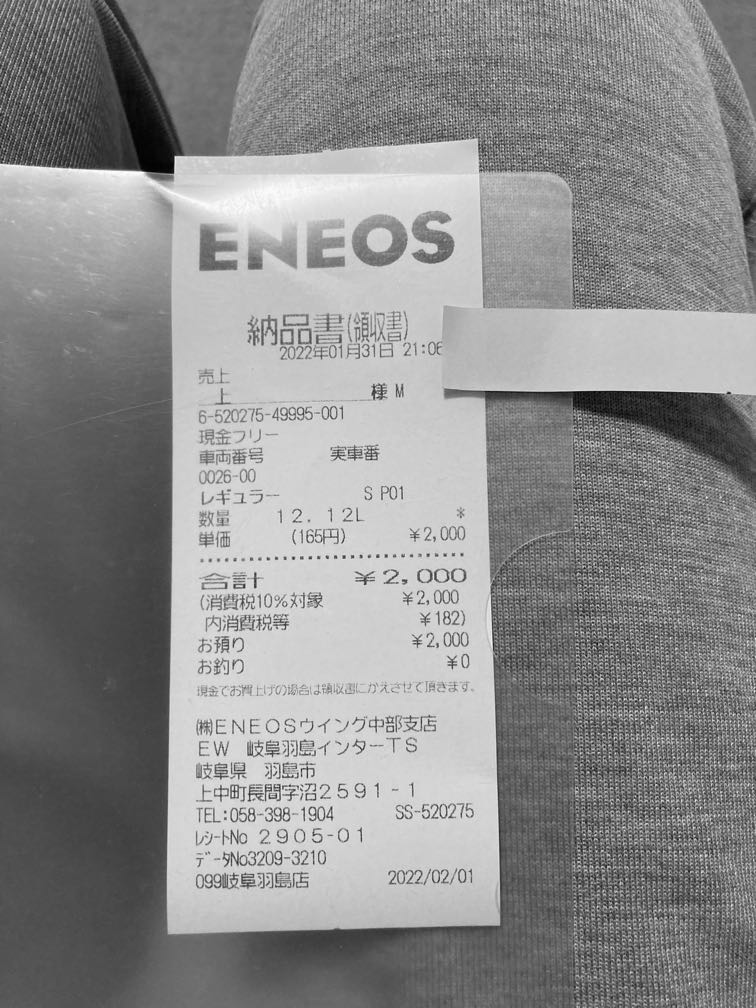 ENEOS
納品書(領収書)
2022年01月31日 21:06
売上
上 様 M
6-520275-49995-001
現金フリー
車両番号 実車番
0026-00
レギュラー S P01
数量 12.12L *
単価 (165円) ¥2,000
合計 ¥2,000
(消費税10%対象 ¥2,000
内消費税等 ¥182)
お預り ¥2,000
お釣り ¥0
現金でお買上げの場合は領収書にかえさせて頂きます。
㈱ENEOSウイング中部支店
EW 岐阜羽島インターTS
岐阜県 羽島市
上中町長間字沼2591-1
TEL:058-398-1904 SS-520275
レシートNo 2905-01
データNo3209-3210
099岐阜羽島店 2022/02/01